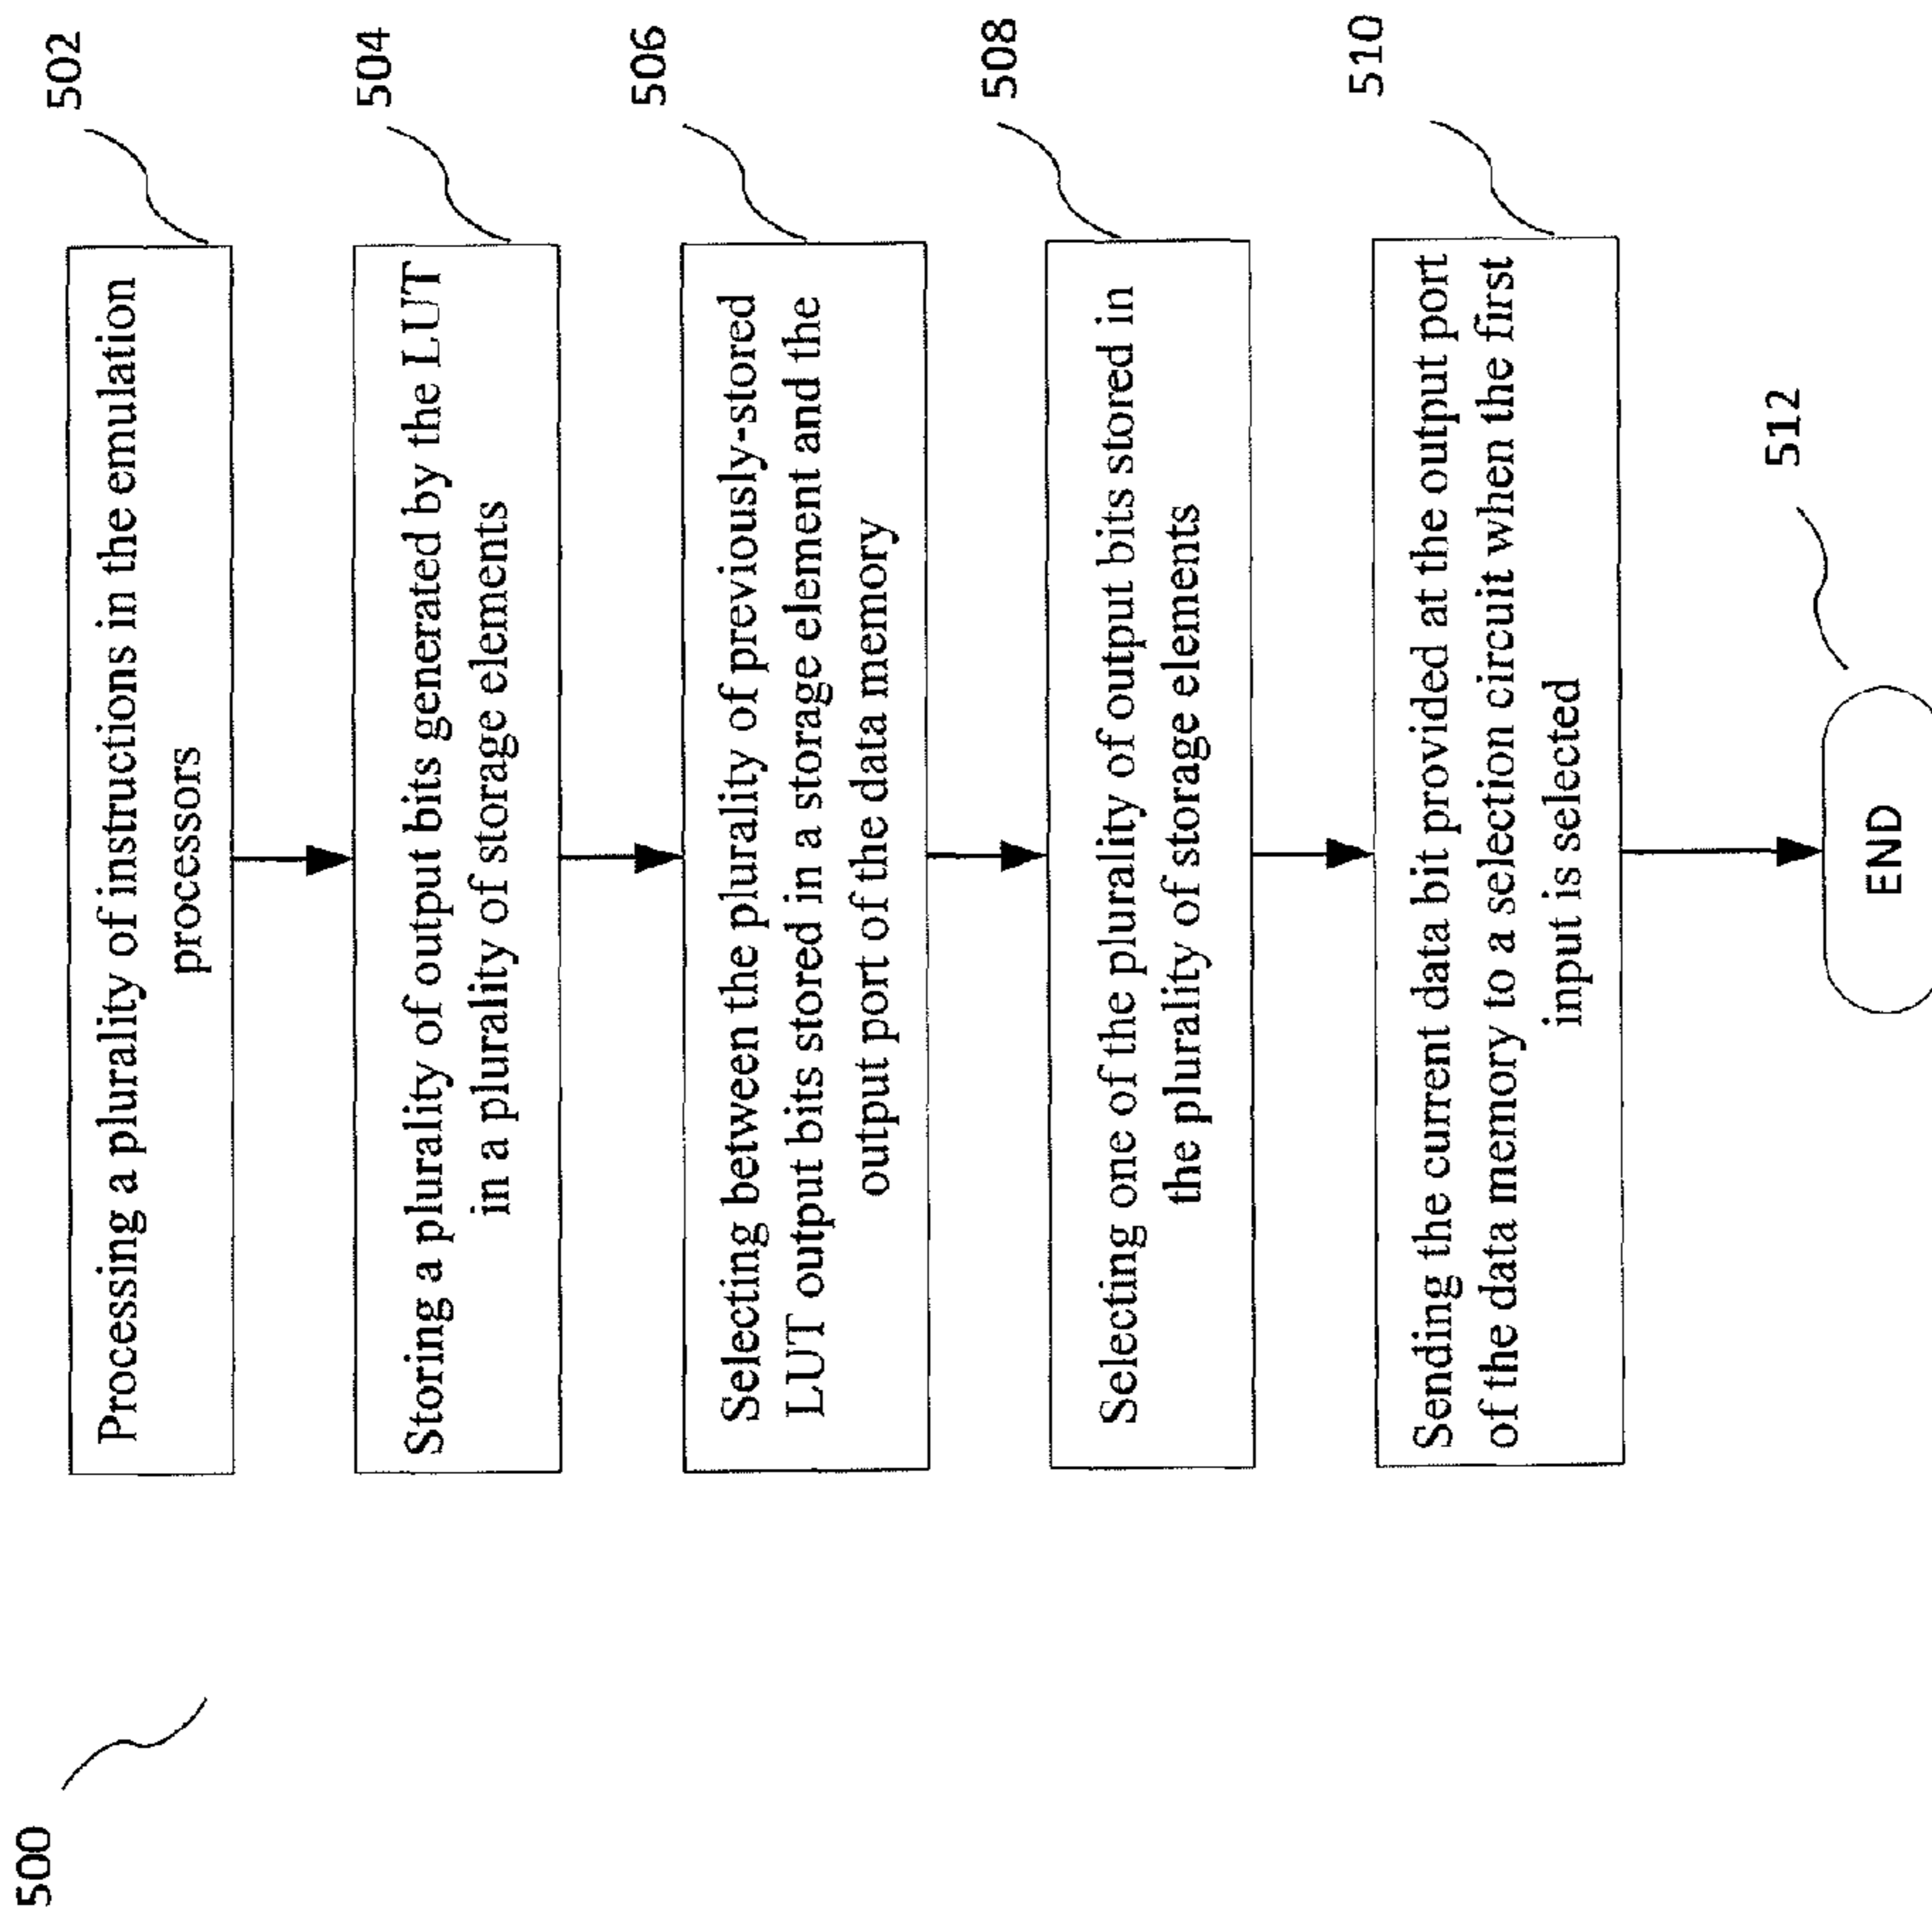 500
502
Processing a plurality of instructions in the emulation
processors
504
Storing a plurality of output bits generated by the LUT
in a plurality of storage elements
506
Selecting between the plurality of previously-stored
LUT output bits stored in a storage element and the
output port of the data memory
508
Selecting one of the plurality of output bits stored in
the plurality of storage elements
510
Sending the current data bit provided at the output port
of the data memory to a selection circuit when the first
input is selected
512
END